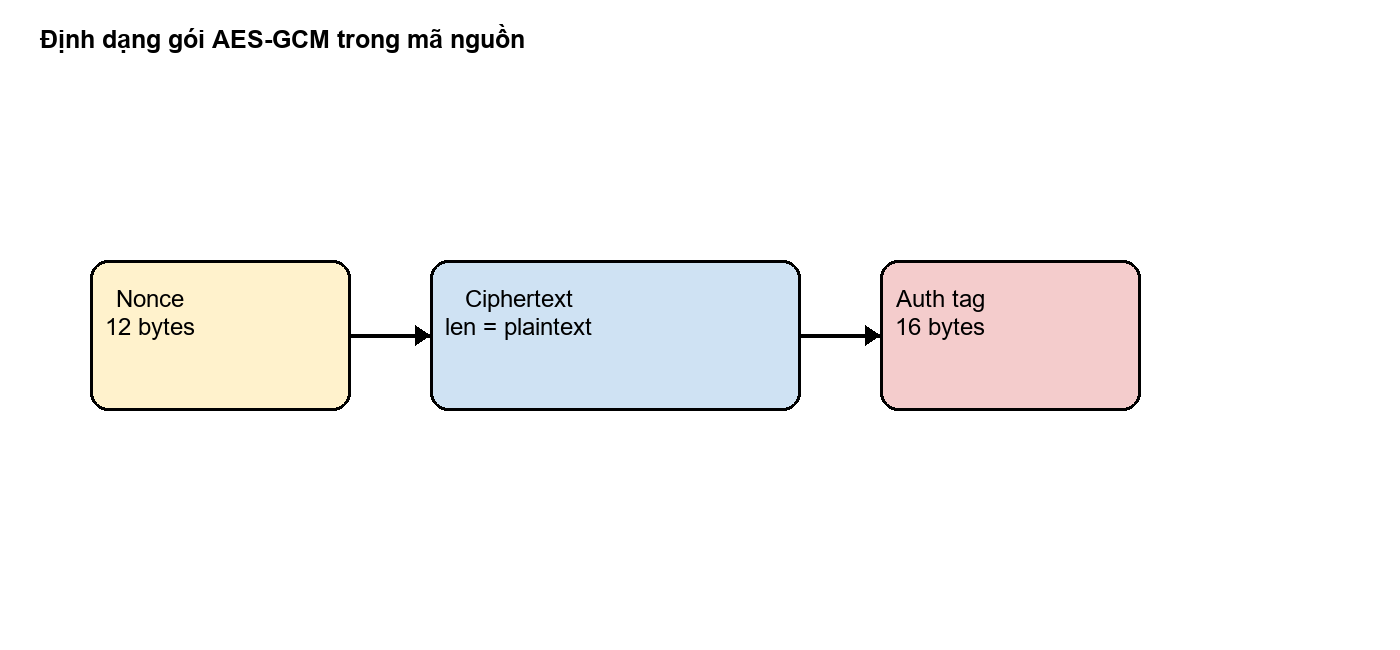 Định dạng gói AES-GCM trong mã nguồn
Nonce
12 bytes
Ciphertext
len = plaintext
Auth tag
16 bytes